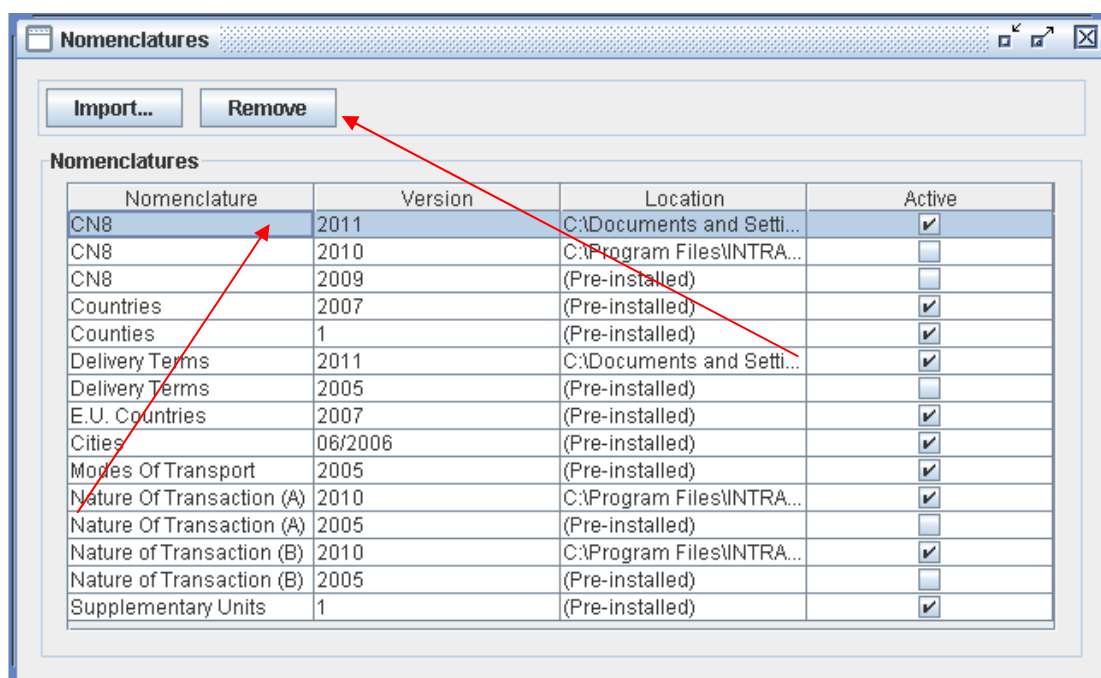 Nomenclatures
Import... Remove
Nomenclatures
Nomenclature Version Location Active
CN8 2011 C:\Documents and Setti...
CN8 2010 C:\Program Files\INTRA...
CN8 2009 (Pre-installed)
Countries 2007 (Pre-installed)
Counties 1 (Pre-installed)
Delivery Terms 2011 C:\Documents and Setti...
Delivery Terms 2005 (Pre-installed)
E.U. Countries 2007 (Pre-installed)
Cities 06/2006 (Pre-installed)
Modes Of Transport 2005 (Pre-installed)
Nature Of Transaction (A) 2010 C:\Program Files\INTRA...
Nature Of Transaction (A) 2005 (Pre-installed)
Nature of Transaction (B) 2010 C:\Program Files\INTRA...
Nature of Transaction (B) 2005 (Pre-installed)
Supplementary Units 1 (Pre-installed)